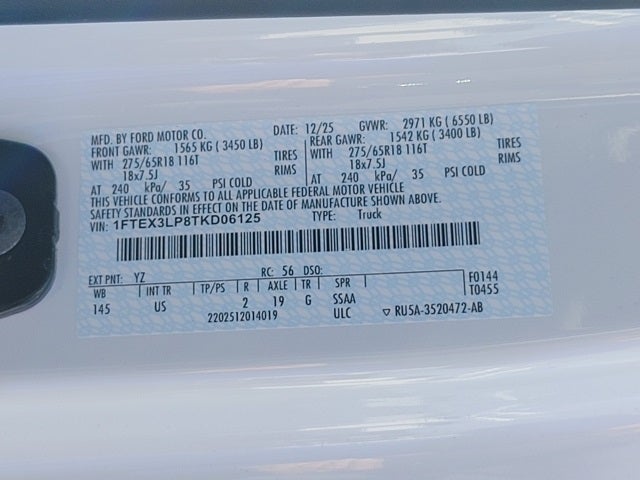 MFD. BY FORD MOTOR CO. DATE: 12/25 GVWR: 2971 KG ( 6550 LB)
FRONT GAWR: 1565 KG ( 3450 LB) REAR GAWR: 1542 KG ( 3400 LB)
WITH 275/65R18 116T TIRES WITH 275/65R18 116T TIRES
18x7.5J RIMS 18x7.5J RIMS
AT 240 kPa/ 35 PSI COLD AT 240 kPa/ 35 PSI COLD
THIS VEHICLE CONFORMS TO ALL APPLICABLE FEDERAL MOTOR VEHICLE
SAFETY STANDARDS IN EFFECT ON THE DATE OF MANUFACTURE SHOWN ABOVE.
VIN: 1FTEX3LP8TKD06125 TYPE: Truck
EXT PNT: YZ RC: 56 DSO: F0144
WB INT TR TP/PS R AXLE TR SPR T0455
145 US 2 19 G SSAA
2202512014019 ULC ▽ RU5A-3520472-AB